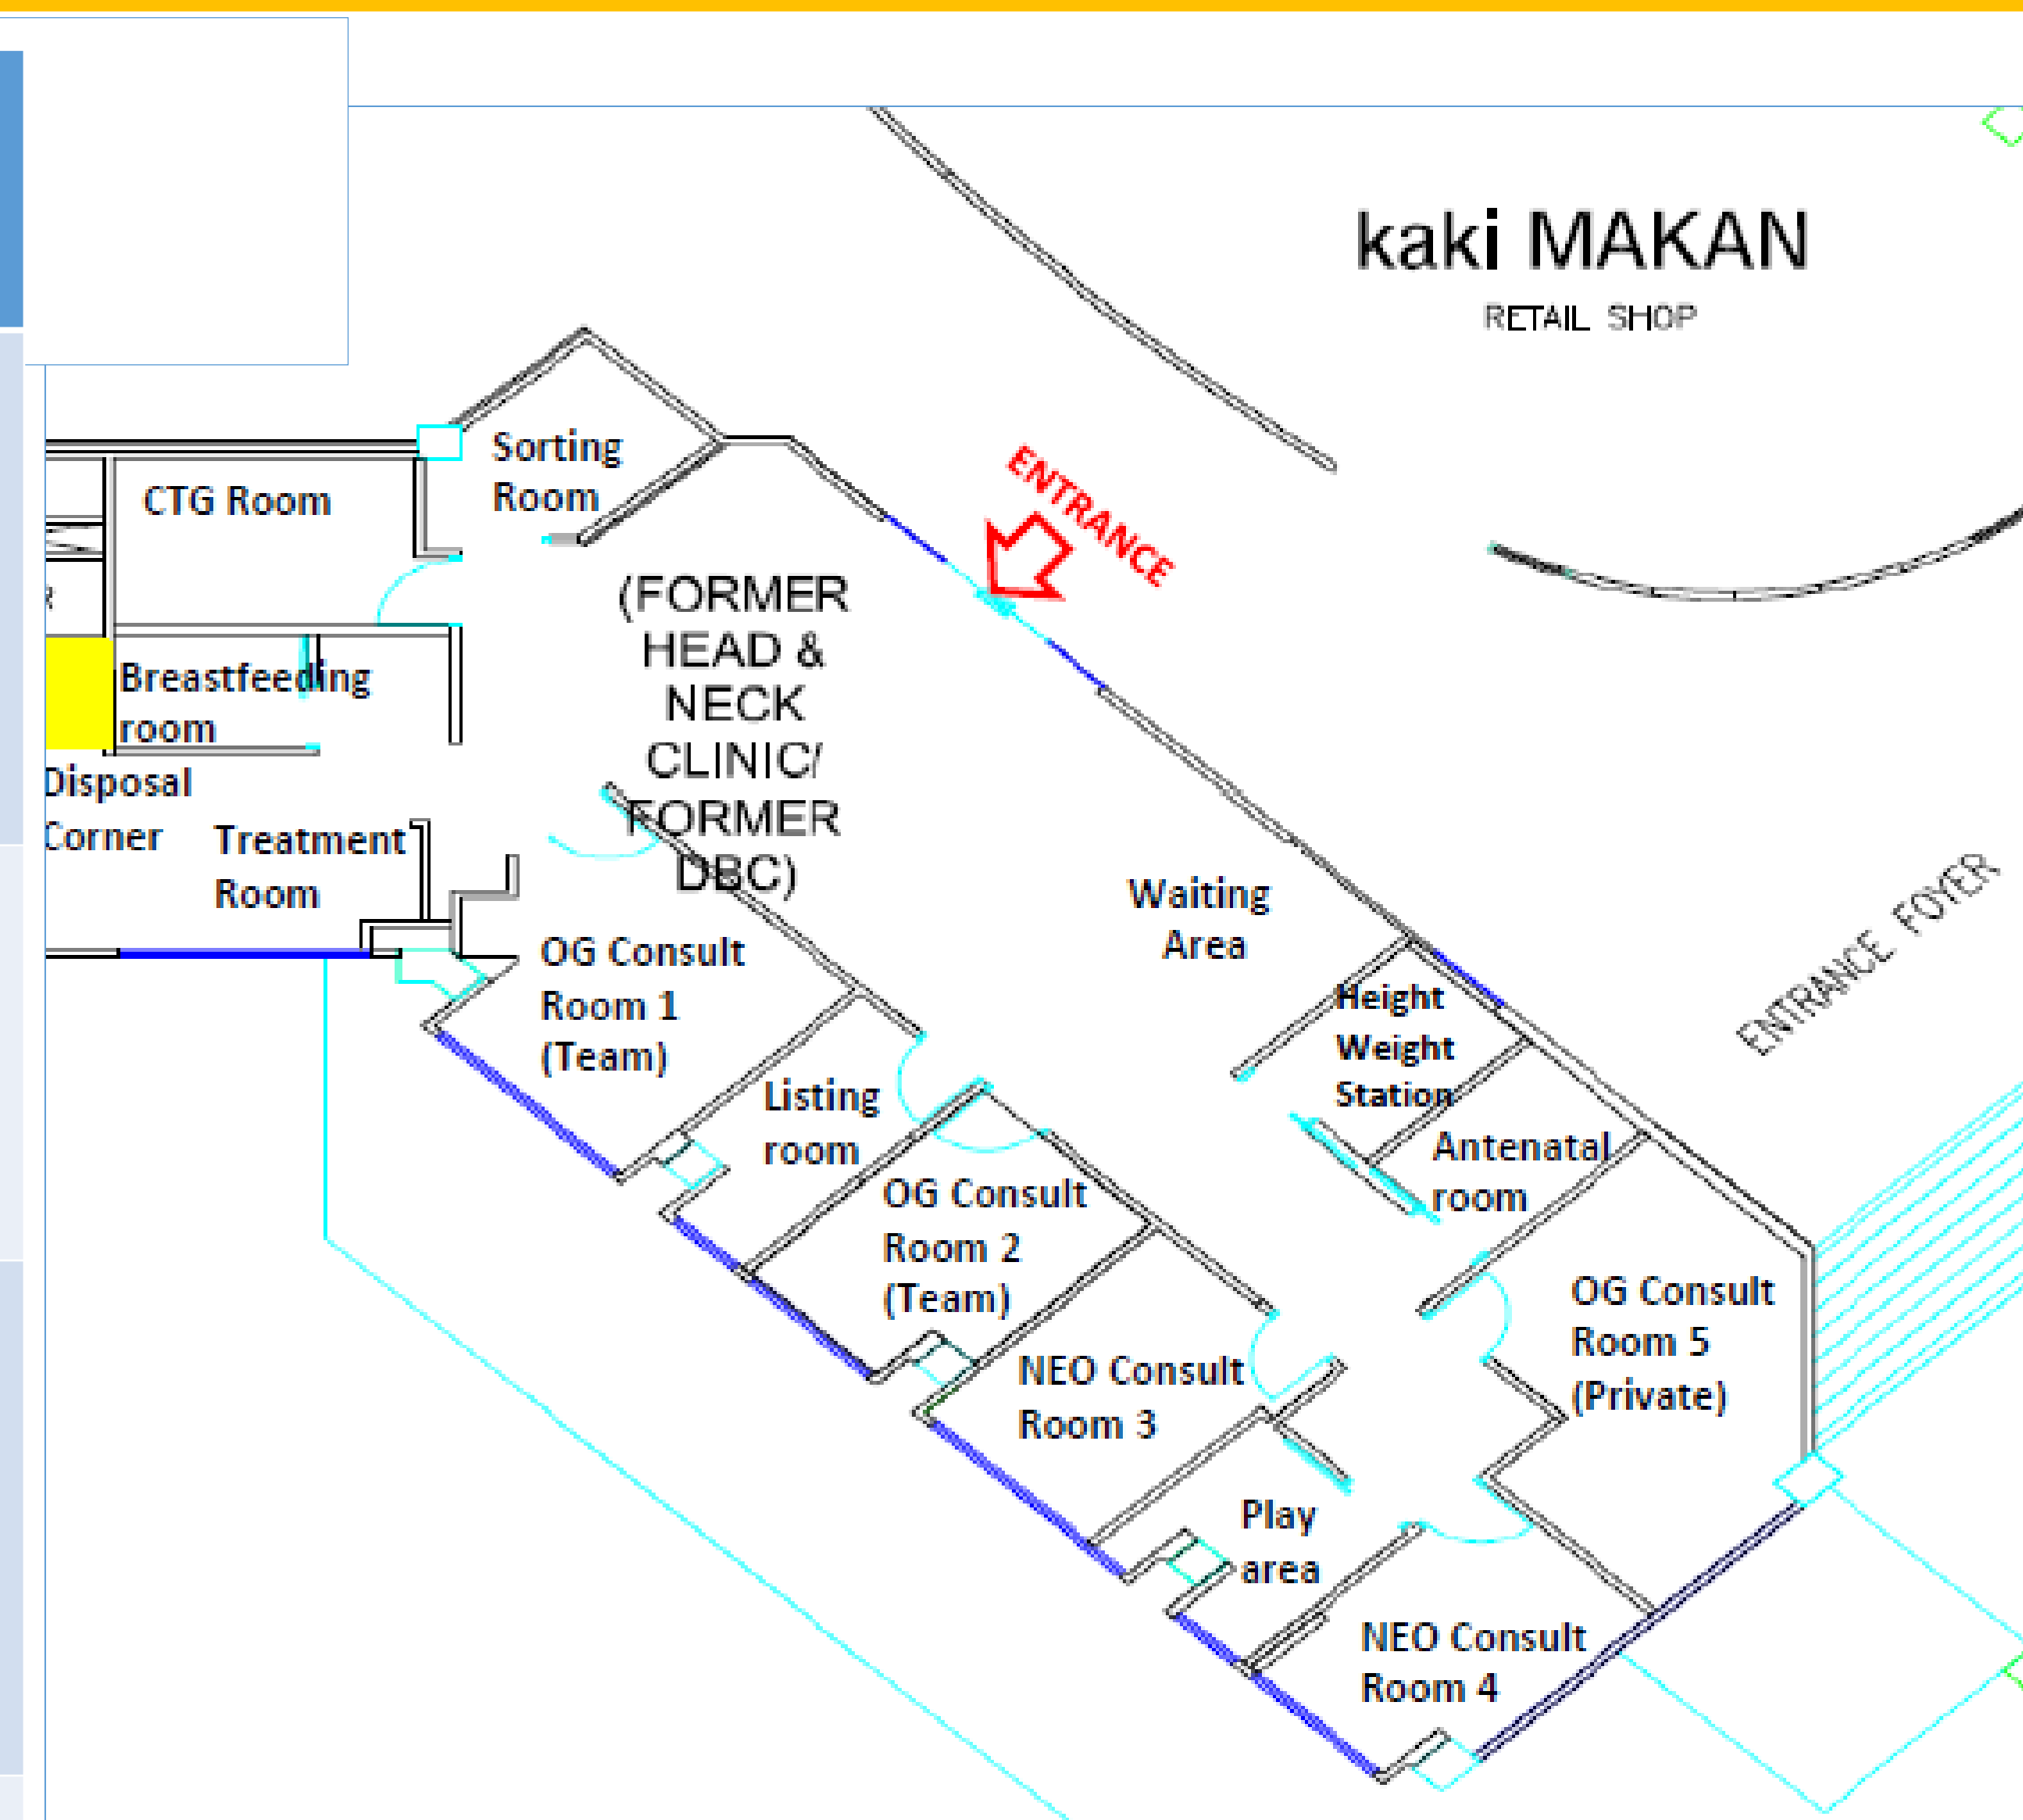 kaki MAKAN
RETAIL SHOP
ENTRANCE
Sorting
Room
CTG Room
(FORMER
HEAD &
NECK
CLINIC/
FORMER
DBC)
Breastfeeding
room
Disposal
Corner
Treatment
Room
Waiting
Area
ENTRANCE FOYER
OG Consult
Room 1
(Team)
Height
Weight
Station
Listing
room
Antenatal
room
OG Consult
Room 2
(Team)
OG Consult
Room 5
(Private)
NEO Consult
Room 3
Play
area
NEO Consult
Room 4